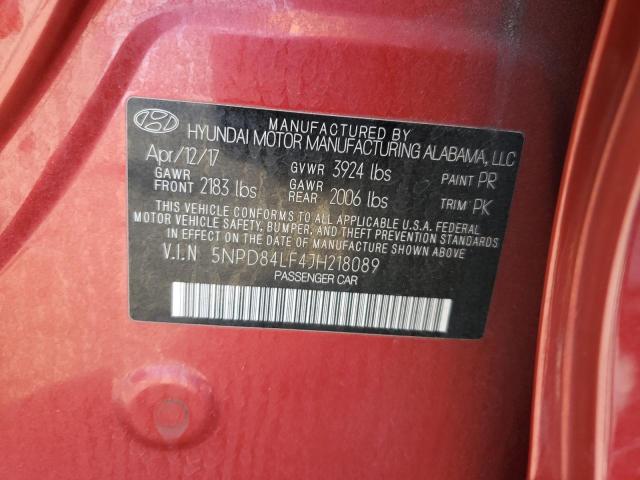 MANUFACTURED BY
HYUNDAI MOTOR MANUFACTURING ALABAMA, LLC
Apr/12/17 GVWR 3924 lbs PAINT PR
GAWR FRONT 2183 lbs GAWR REAR 2006 lbs TRIM PK
THIS VEHICLE CONFORMS TO ALL APPLICABLE U.S.A. FEDERAL
MOTOR VEHICLE SAFETY, BUMPER, AND THEFT PREVENTION STANDARDS
IN EFFECT ON THE DATE OF MANUFACTURE SHOWN ABOVE.
V.I.N 5NPD84LF4JH218089
PASSENGER CAR